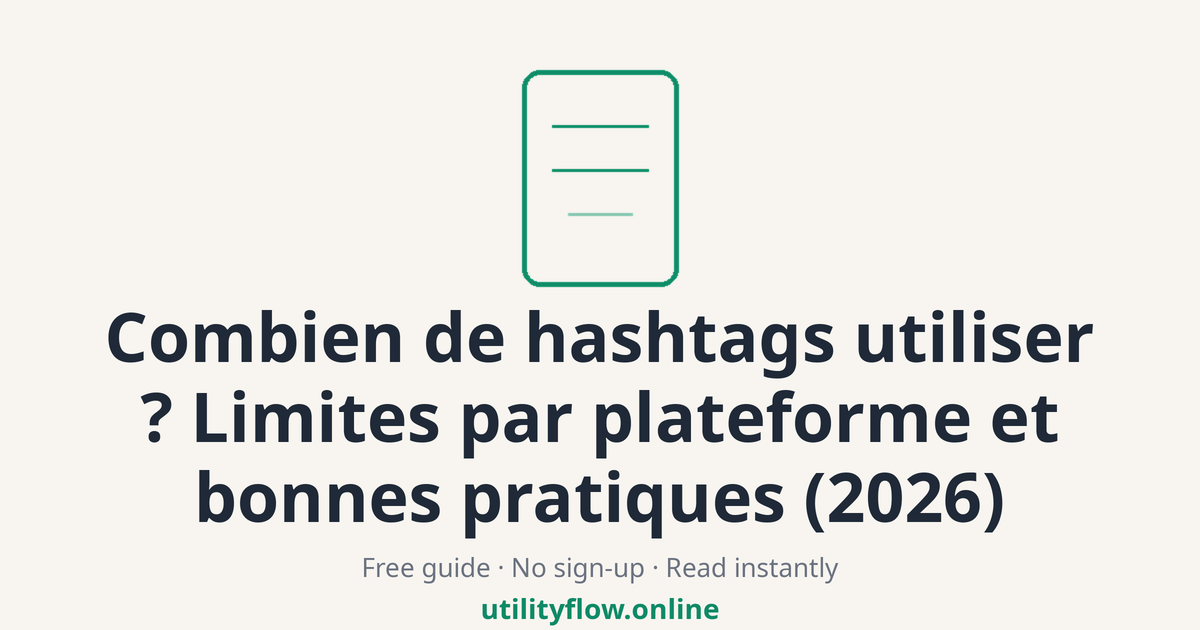 Combien de hashtags utiliser
? Limites par plateforme et
bonnes pratiques (2026)
Free guide · No sign-up · Read instantly
utilityflow.online